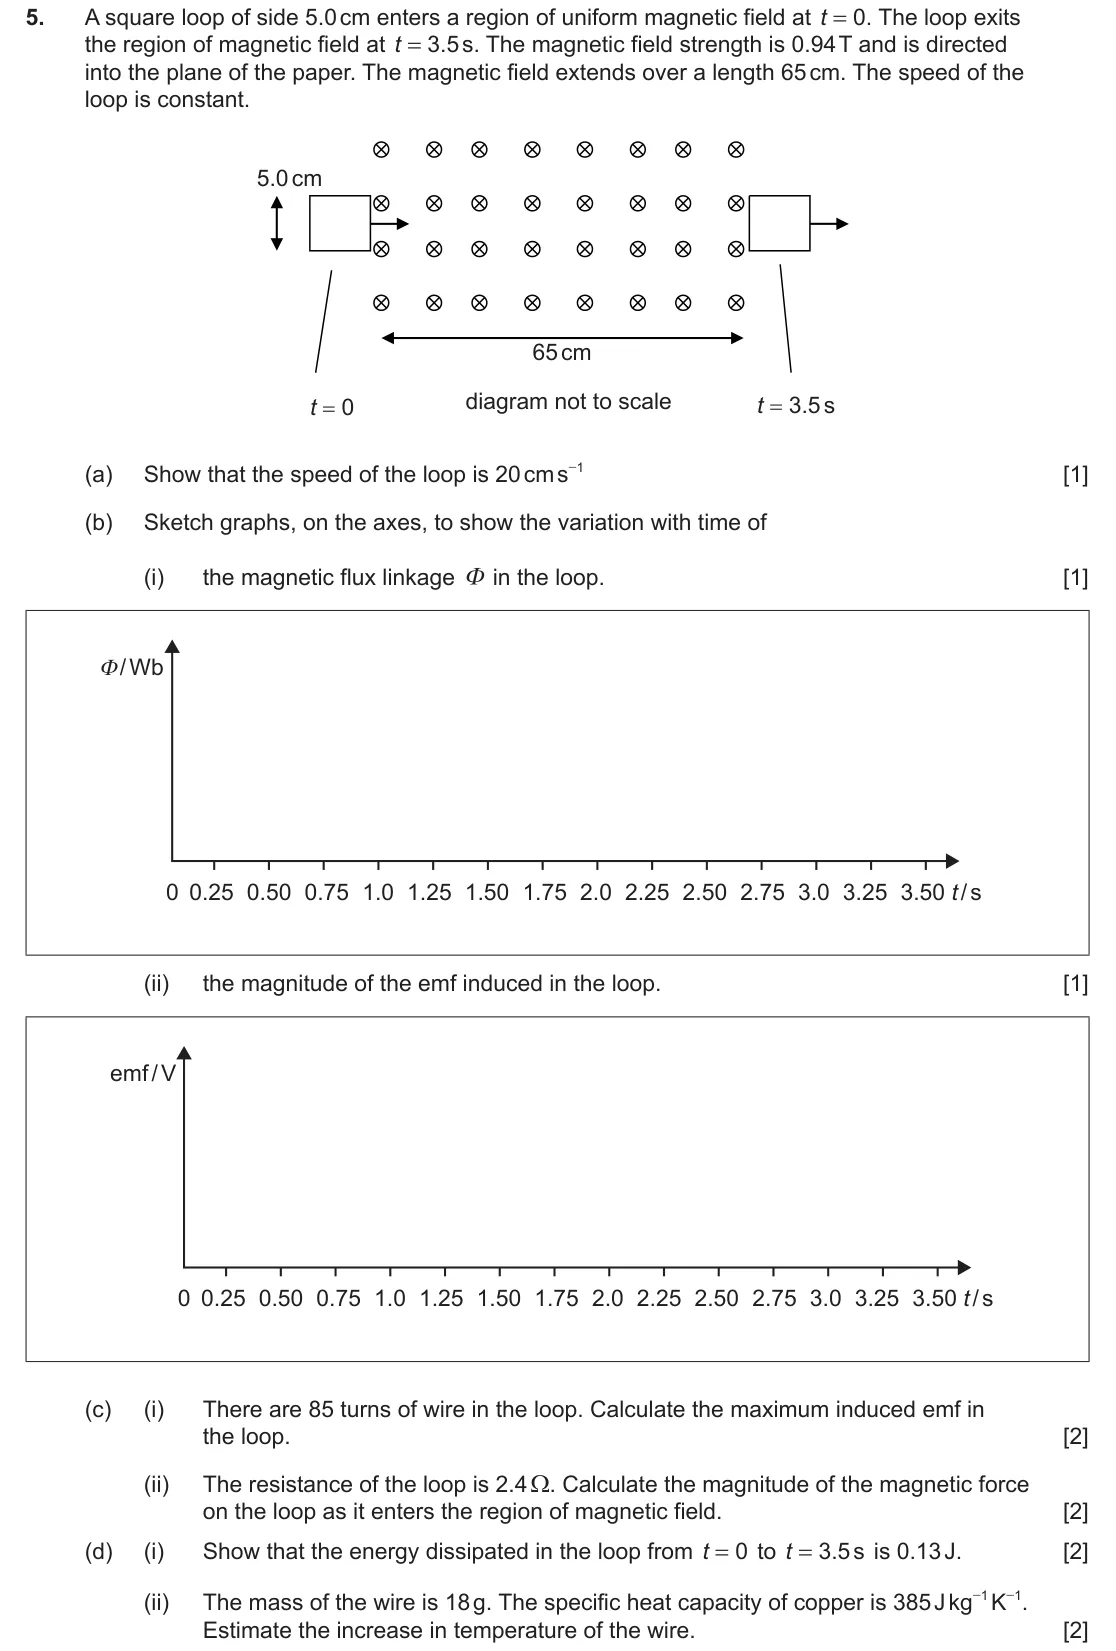 5. A square loop of side 5.0 cm enters a region of uniform magnetic field at t = 0. The loop exits
the region of magnetic field at t = 3.5 s. The magnetic field strength is 0.94 T and is directed
into the plane of the paper. The magnetic field extends over a length 65 cm. The speed of the
loop is constant.
5.0 cm
65 cm
t = 0
diagram not to scale
t = 3.5 s
(a) Show that the speed of the loop is 20 cm s⁻¹ [1]
(b) Sketch graphs, on the axes, to show the variation with time of
(i) the magnetic flux linkage Φ in the loop. [1]
Φ/Wb
0 0.25 0.50 0.75 1.0 1.25 1.50 1.75 2.0 2.25 2.50 2.75 3.0 3.25 3.50 t/s
(ii) the magnitude of the emf induced in the loop. [1]
emf/V
0 0.25 0.50 0.75 1.0 1.25 1.50 1.75 2.0 2.25 2.50 2.75 3.0 3.25 3.50 t/s
(c) (i) There are 85 turns of wire in the loop. Calculate the maximum induced emf in
the loop. [2]
(ii) The resistance of the loop is 2.4 Ω. Calculate the magnitude of the magnetic force
on the loop as it enters the region of magnetic field. [2]
(d) (i) Show that the energy dissipated in the loop from t = 0 to t = 3.5 s is 0.13 J. [2]
(ii) The mass of the wire is 18 g. The specific heat capacity of copper is 385 J kg⁻¹ K⁻¹.
Estimate the increase in temperature of the wire. [2]